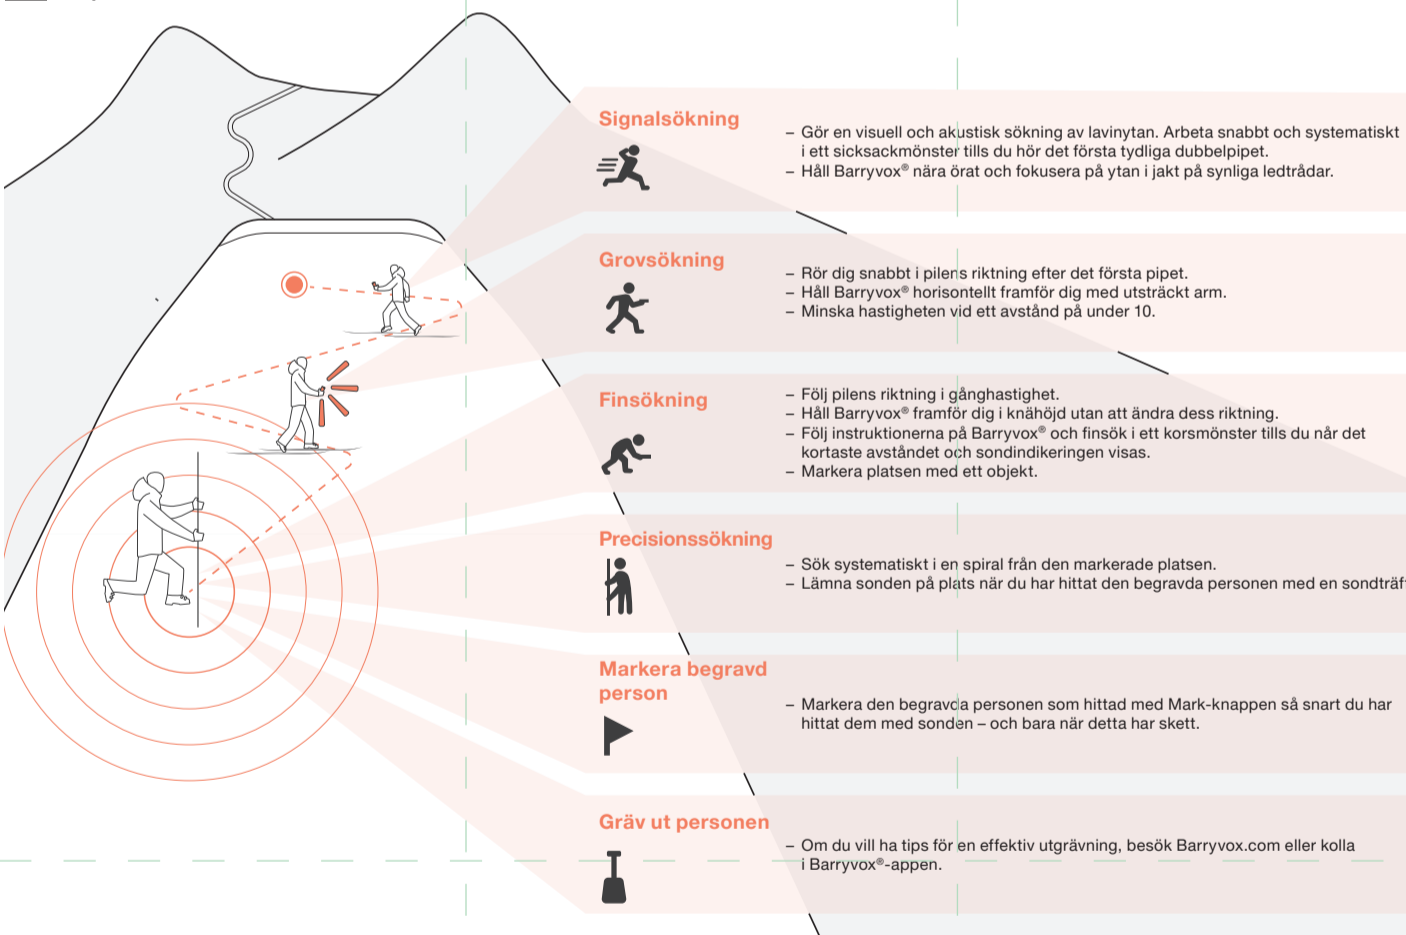 Signalsökning
– Gör en visuell och akustisk sökning av lavinytan. Arbeta snabbt och systematiskt
i ett sicksackmönster tills du hör det första tydliga dubbelpipet.
– Håll Barryvox® nära örat och fokusera på ytan i jakt på synliga ledtrådar.
Grovsökning
– Rör dig snabbt i pilens riktning efter det första pipet.
– Håll Barryvox® horisontellt framför dig med utsträckt arm.
– Minska hastigheten vid ett avstånd på under 10.
Finsökning
– Följ pilens riktning i gånghastighet.
– Håll Barryvox® framför dig i knähöjd utan att ändra dess riktning.
– Följ instruktionerna på Barryvox® och finsök i ett korsmönster tills du når det
kortaste avståndet och sondindikeringen visas.
– Markera platsen med ett objekt.
Precisionssökning
– Sök systematiskt i en spiral från den markerade platsen.
– Lämna sonden på plats när du har hittat den begravda personen med en
Markera begravd
person
– Markera den begravda personen som hittad med Mark-knappen så snart du har
hittat dem med sonden – och bara när detta har skett.
Gräv ut personen
– Om du vill ha tips för en effektiv utgrävning, besök Barryvox.com eller kolla
i Barryvox®-appen.